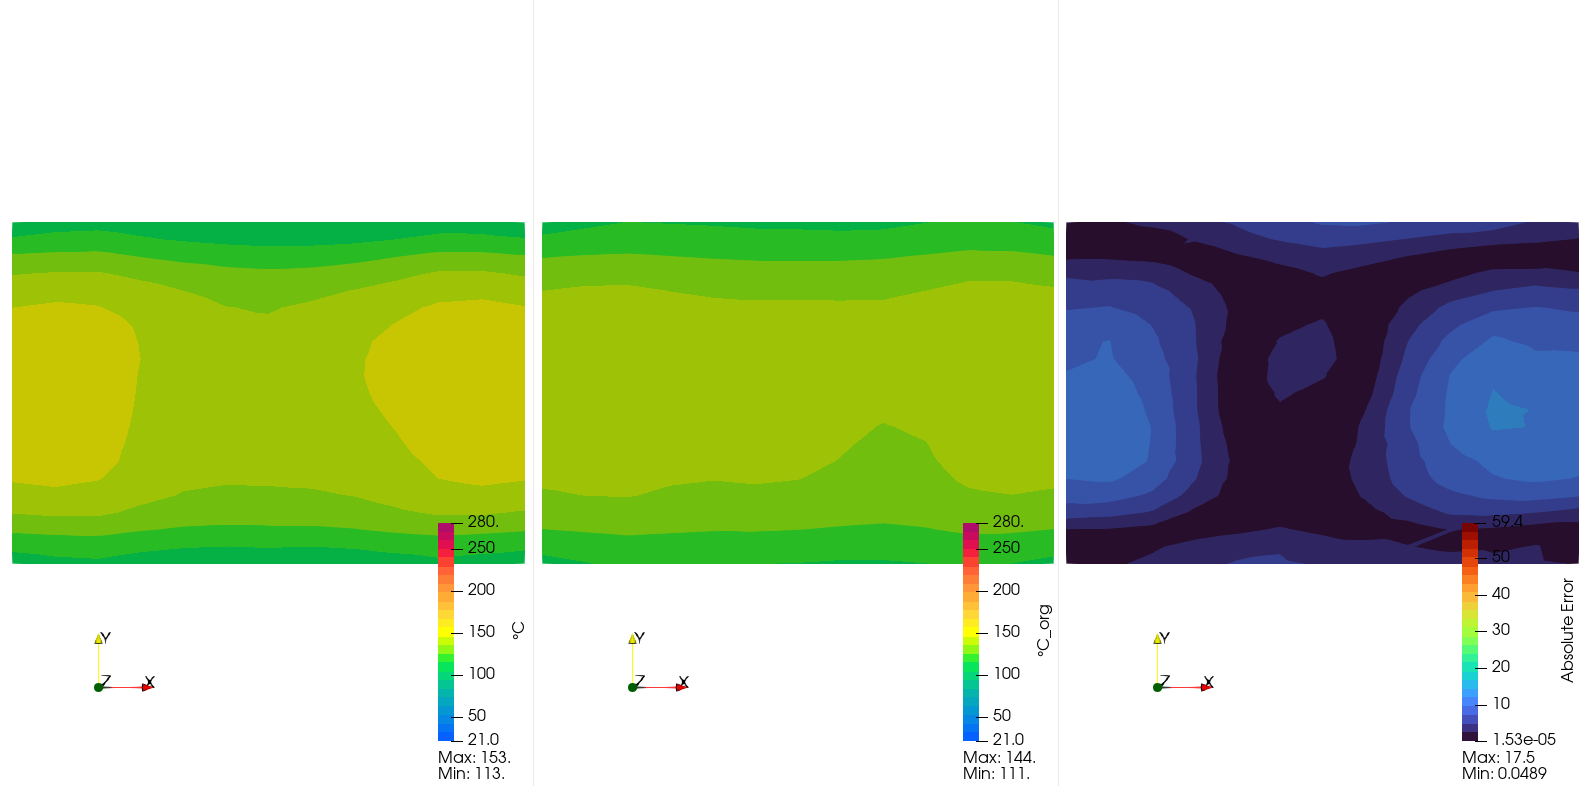 280.
250
200
150
100
50
21.0
°C
Max: 153.
Min: 113.
Y
Z
X
280.
250
200
150
100
50
21.0
°C_org
Max: 144.
Min: 111.
Y
Z
X
59.4
50
40
30
20
10
1.53e-05
Absolute Error
Max: 17.5
Min: 0.0489
Y
Z
X